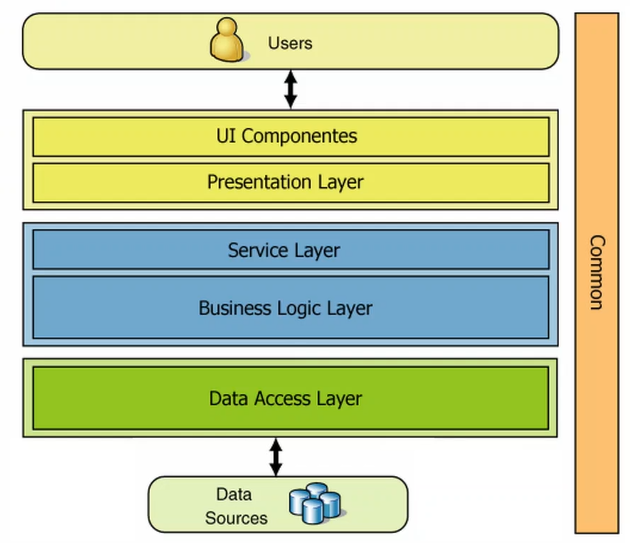 Users
UI Componentes
Presentation Layer
Service Layer
Business Logic Layer
Data Access Layer
Data
Sources
Common